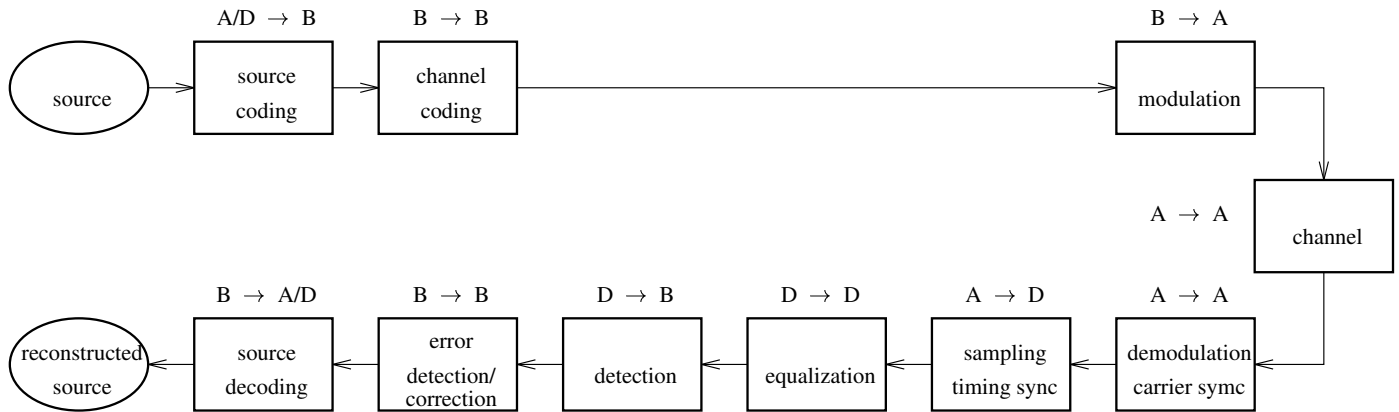 A/D → B
B → B
B → A
source
source
coding
channel
coding
modulation
A → A
channel
B → A/D
B → B
D → B
D → D
A → D
A → A
reconstructed
source
source
decoding
error
detection/
correction
detection
equalization
sampling
timing sync
demodulation
carrier symc